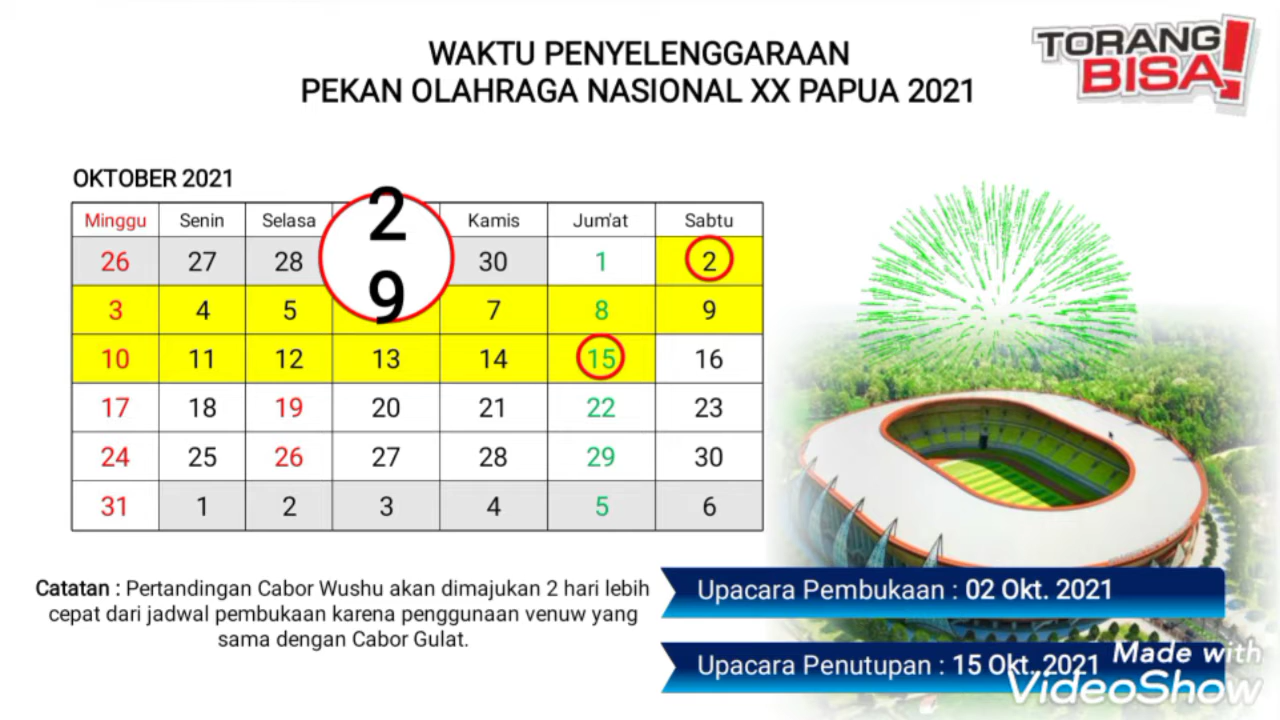 WAKTU PENYELENGGARAAN
PEKAN OLAHRAGA NASIONAL XX PAPUA 2021
TORANG
BISA!
OKTOBER 2021
Minggu Senin Selasa Kamis Jum'at Sabtu
26 27 28 29 30 1 2
3 4 5 7 8 9
10 11 12 13 14 15 16
17 18 19 20 21 22 23
24 25 26 27 28 29 30
31 1 2 3 4 5 6
Catatan : Pertandingan Cabor Wushu akan dimajukan 2 hari lebih
cepat dari jadwal pembukaan karena penggunaan venuw yang
sama dengan Cabor Gulat.
Upacara Pembukaan : 02 Okt. 2021
Upacara Penutupan : 15 Okt. 2021
Made with
VideoShow